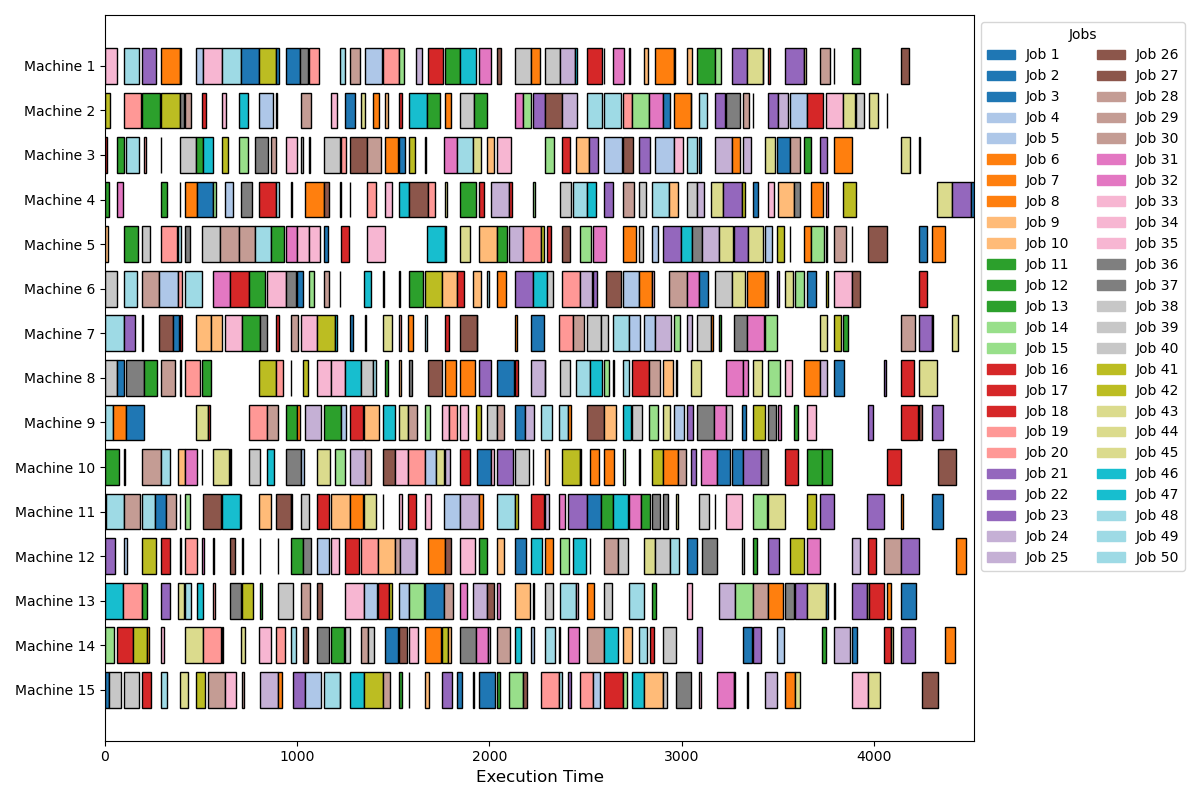 Machine 1
Machine 2
Machine 3
Machine 4
Machine 5
Machine 6
Machine 7
Machine 8
Machine 9
Machine 10
Machine 11
Machine 12
Machine 13
Machine 14
Machine 15
0 1000 2000 3000 4000
Execution Time
Jobs
Job 1
Job 2
Job 3
Job 4
Job 5
Job 6
Job 7
Job 8
Job 9
Job 10
Job 11
Job 12
Job 13
Job 14
Job 15
Job 16
Job 17
Job 18
Job 19
Job 20
Job 21
Job 22
Job 23
Job 24
Job 25
Job 26
Job 27
Job 28
Job 29
Job 30
Job 31
Job 32
Job 33
Job 34
Job 35
Job 36
Job 37
Job 38
Job 39
Job 40
Job 41
Job 42
Job 43
Job 44
Job 45
Job 46
Job 47
Job 48
Job 49
Job 50